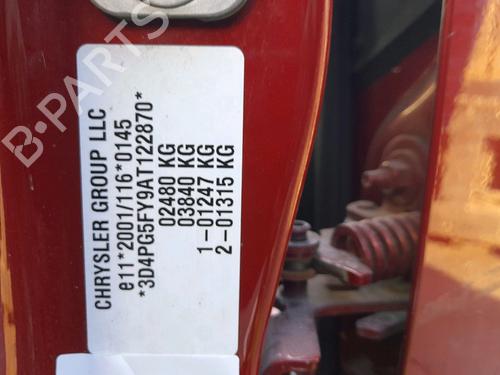 CHRYSLER GROUP LLC
e11*2001/116*0145
*3D4PG5FY9AT122870*
02480 KG
03840 KG
1-01247 KG
2-01315 KG
B-PARTS